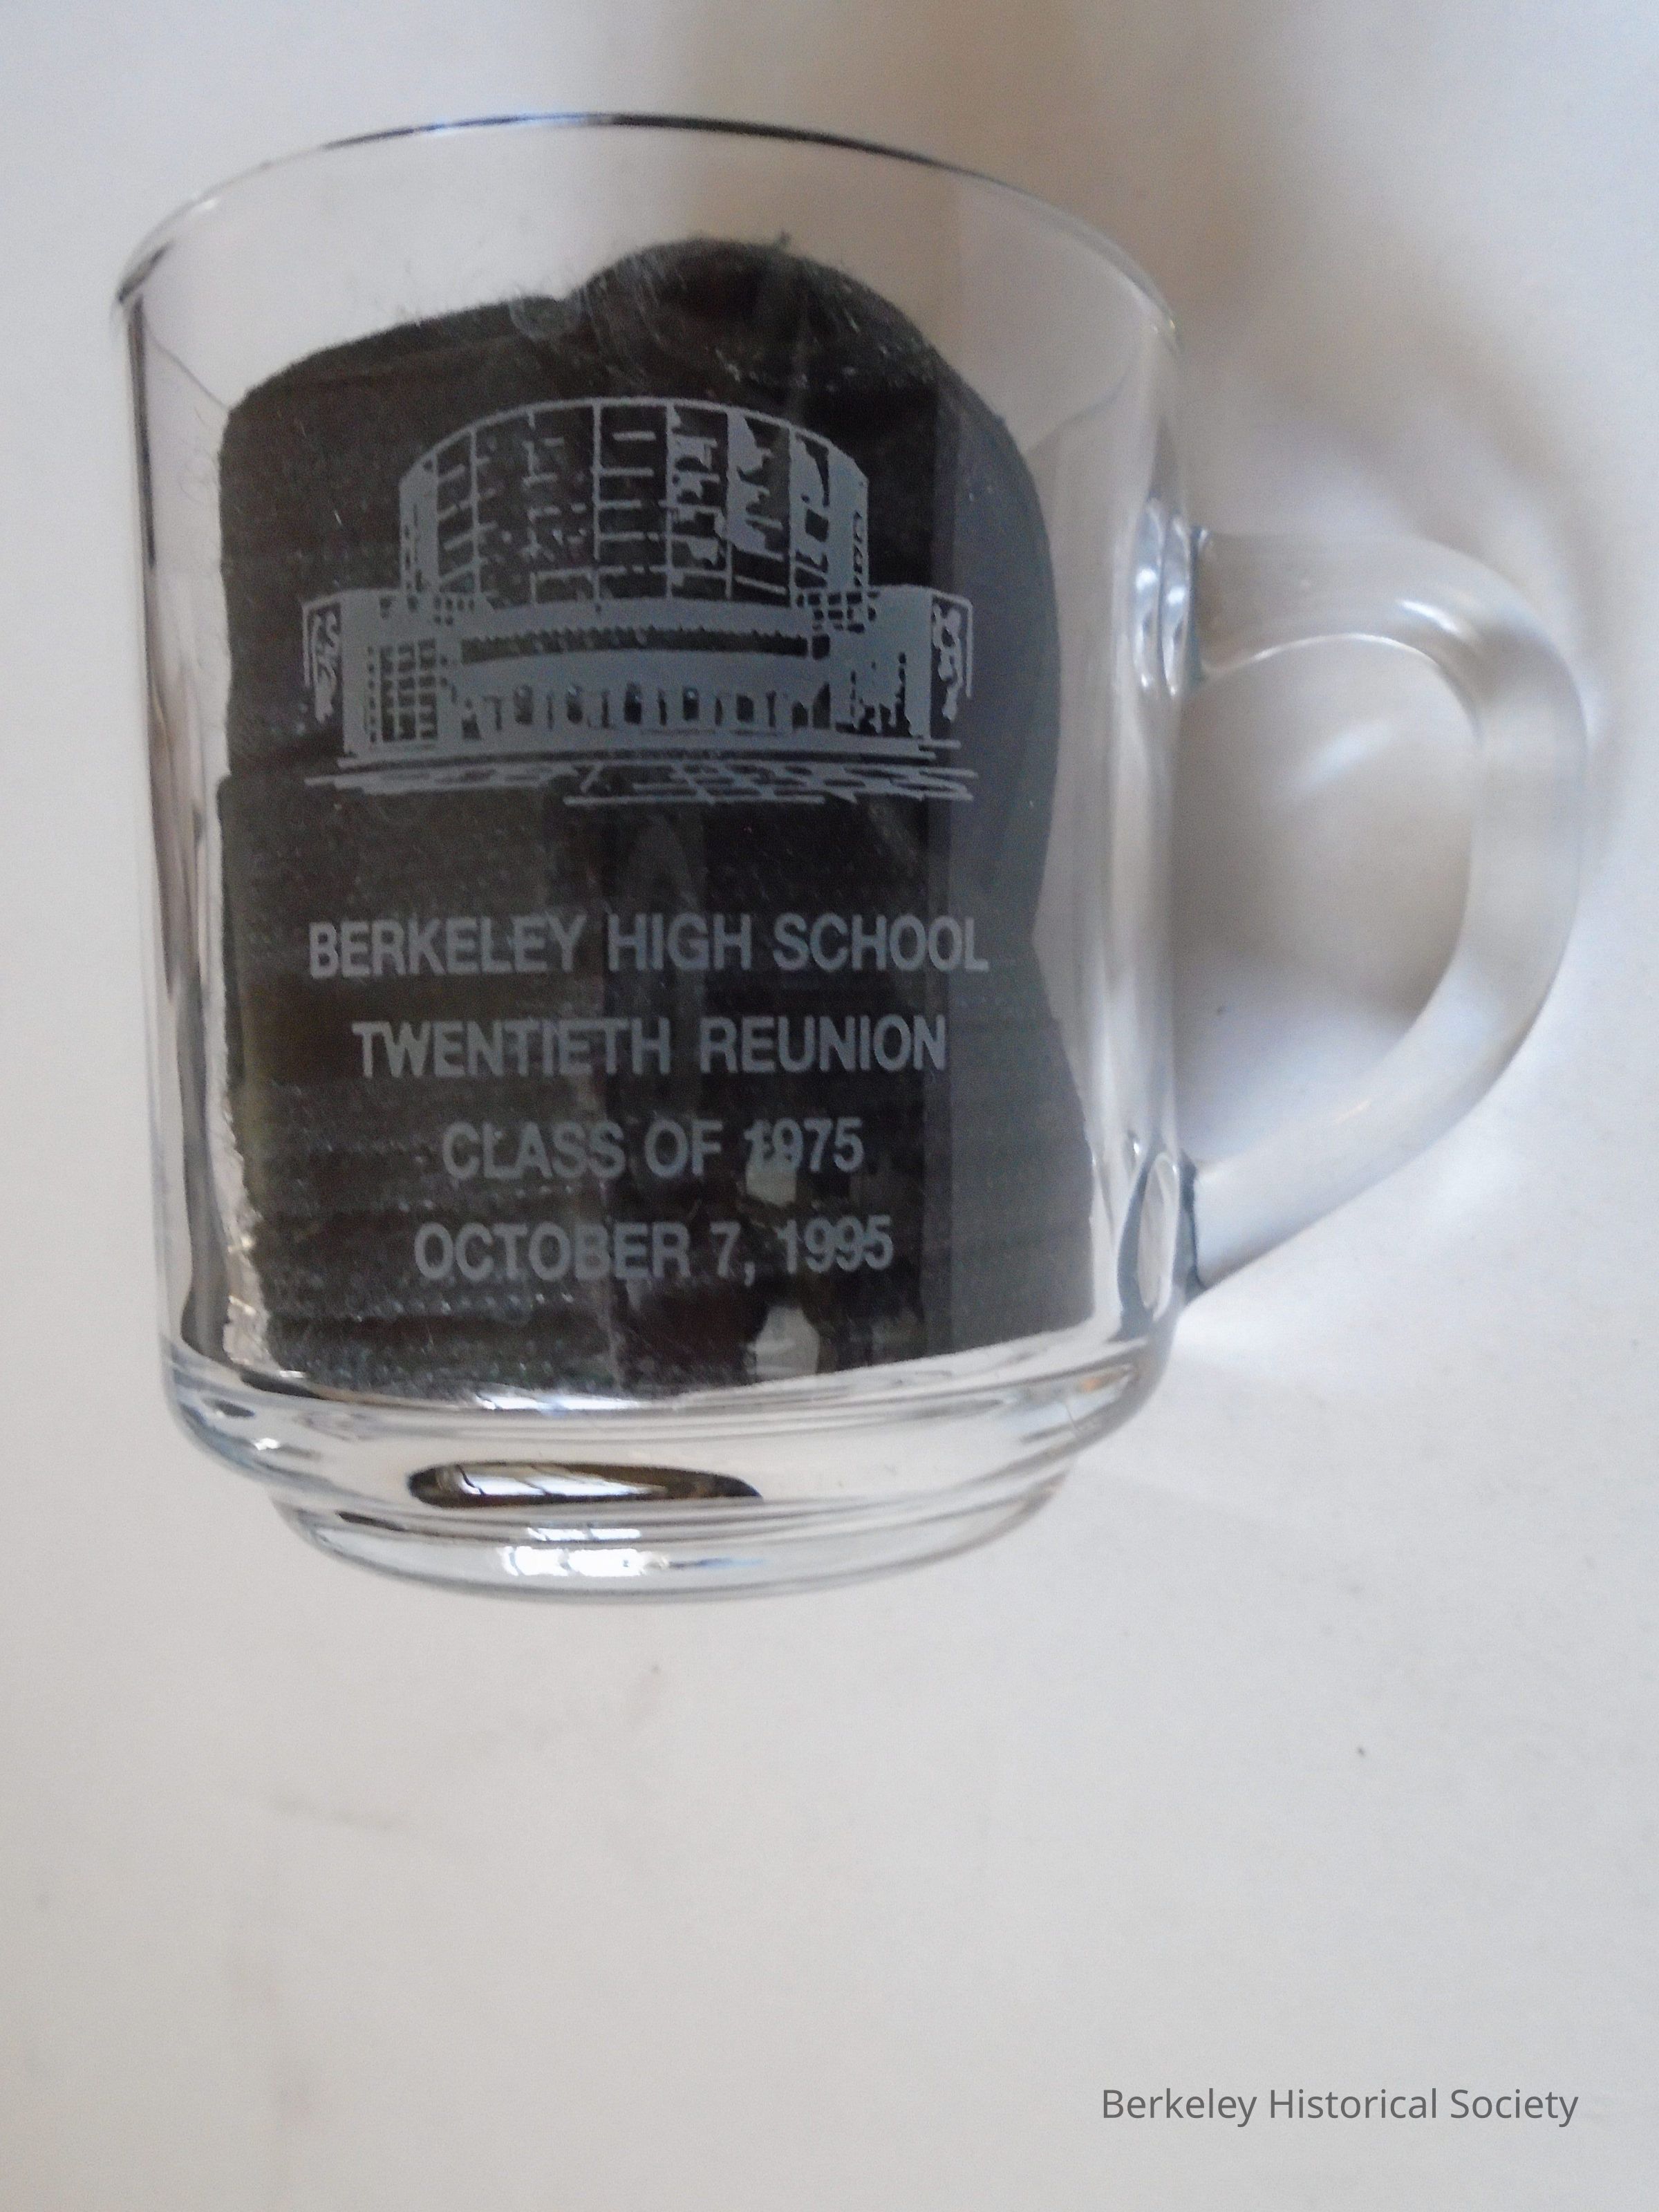 BERKELEY HIGH SCHOOL
TWENTIETH REUNION
CLASS OF 1975
OCTOBER 7, 1995
Berkeley Historical Society